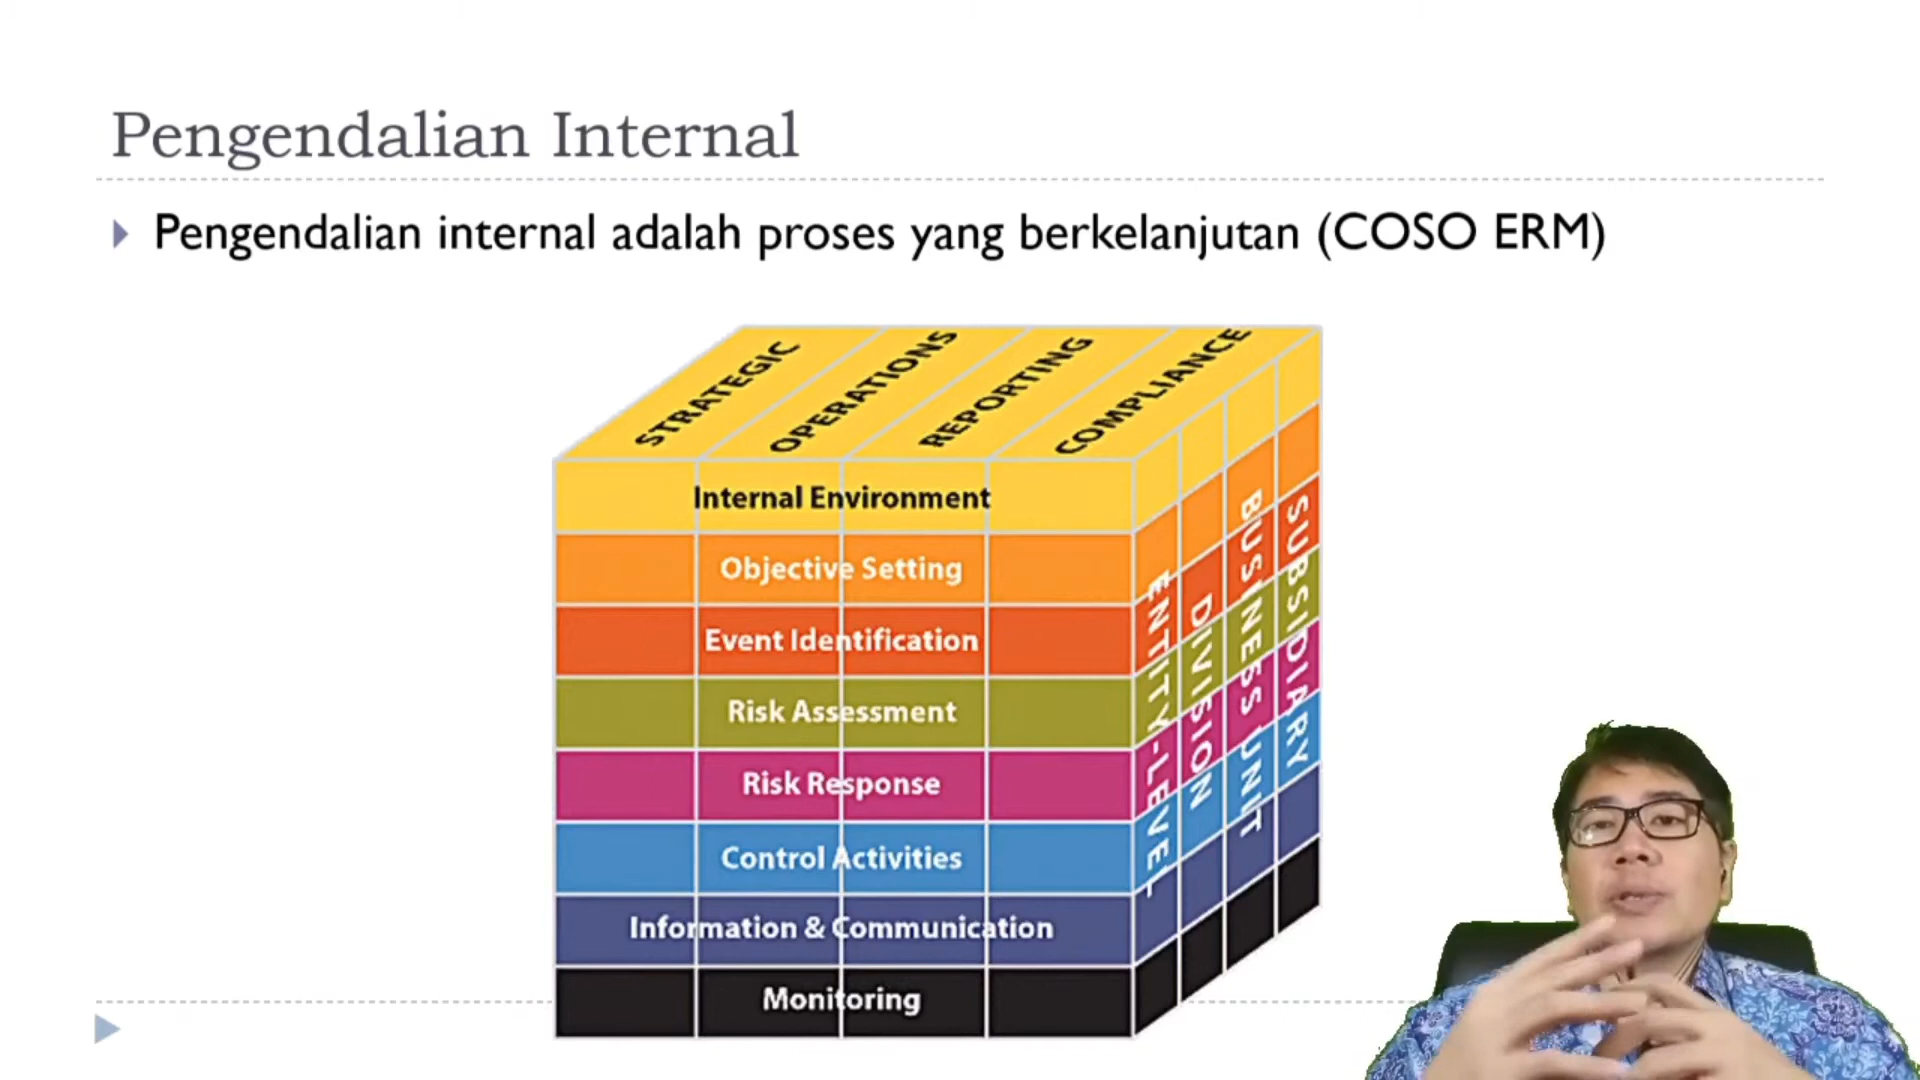 Pengendalian Internal
Pengendalian internal adalah proses yang berkelanjutan (COSO ERM)
STRATEGIC
OPERATIONS
REPORTING
COMPLIANCE
Internal Environment
Objective Setting
Event Identification
Risk Assessment
Risk Response
Control Activities
Information & Communication
Monitoring
ENTITY-LEVEL
DIVISION
BUSINESS UNIT
SUBSIDIARY